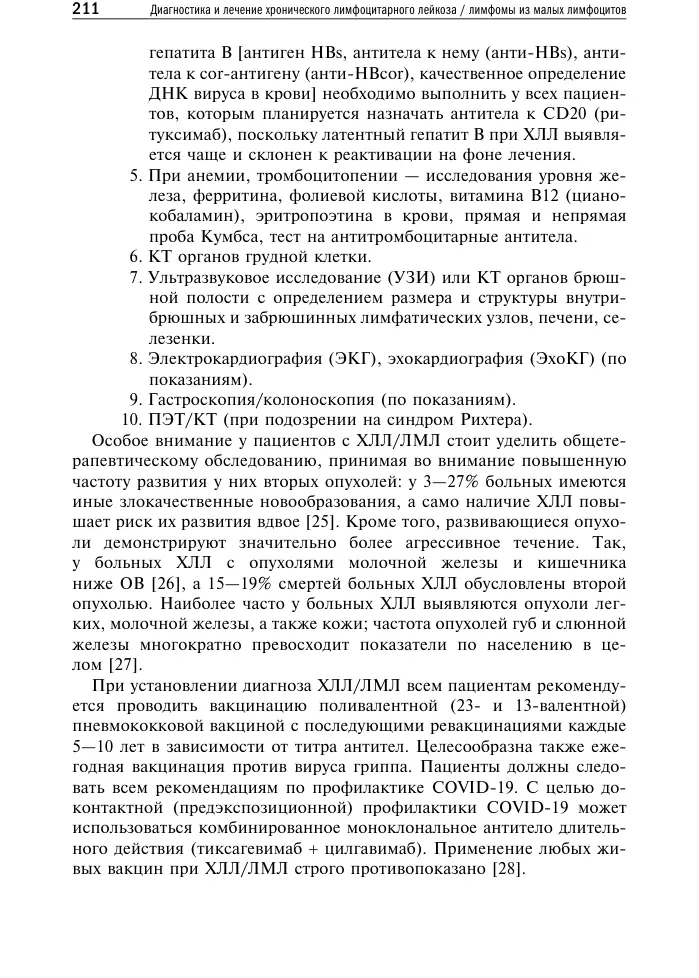 211 Диагностика и лечение хронического лимфоцитарного лейкоза / лимфомы из малых лимфоцитов
гепатита B [антиген HBs, антитела к нему (анти-HBs), анти-
тела к cor-антигену (анти-HBcor), качественное определение
ДНК вируса в крови] необходимо выполнить у всех пациен-
тов, которым планируется назначать антитела к CD20 (ри-
туксимаб), поскольку латентный гепатит B при ХЛЛ выявля-
ется чаще и склонен к реактивации на фоне лечения.
5. При анемии, тромбоцитопении — исследования уровня же-
леза, ферритина, фолиевой кислоты, витамина B12 (циано-
кобаламин), эритропоэтина в крови, прямая и непрямая
проба Кумбса, тест на антитромбоцитарные антитела.
6. КТ органов грудной клетки.
7. Ультразвуковое исследование (УЗИ) или КТ органов брюш-
ной полости с определением размера и структуры внутри-
брюшных и забрюшинных лимфатических узлов, печени, се-
лезенки.
8. Электрокардиография (ЭКГ), эхокардиография (ЭхоКГ) (по
показаниям).
9. Гастроскопия/колоноскопия (по показаниям).
10. ПЭТ/КТ (при подозрении на синдром Рихтера).
Особое внимание у пациентов с ХЛЛ/ЛМЛ стоит уделить общете-
рапевтическому обследованию, принимая во внимание повышенную
частоту развития у них вторых опухолей: у 3—27% больных имеются
иные злокачественные новообразования, а само наличие ХЛЛ повы-
шает риск их развития вдвое [25]. Кроме того, развивающиеся опухо-
ли демонстрируют значительно более агрессивное течение. Так,
у больных ХЛЛ с опухолями молочной железы и кишечника
ниже ОВ [26], а 15—19% смертей больных ХЛЛ обусловлены второй
опухолью. Наиболее часто у больных ХЛЛ выявляются опухоли лег-
ких, молочной железы, а также кожи; частота опухолей губ и слюнной
железы многократно превосходит показатели по населению в це-
лом [27].
При установлении диагноза ХЛЛ/ЛМЛ всем пациентам рекоменду-
ется проводить вакцинацию поливалентной (23- и 13-валентной)
пневмококковой вакциной с последующими ревакцинациями каждые
5—10 лет в зависимости от титра антител. Целесообразна также еже-
годная вакцинация против вируса гриппа. Пациенты должны следо-
вать всем рекомендациям по профилактике COVID-19. С целью до-
контактной (предэкспозиционной) профилактики COVID-19 может
использоваться комбинированное моноклональное антитело длитель-
ного действия (тиксагевимаб + цилгавимаб). Применение любых жи-
вых вакцин при ХЛЛ/ЛМЛ строго противопоказано [28].